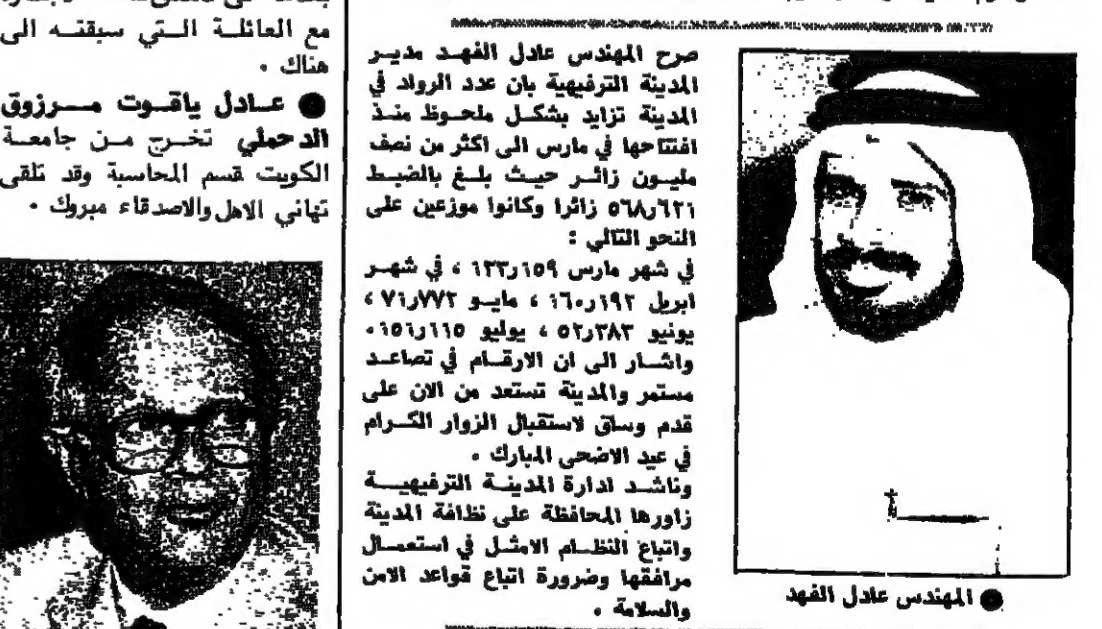 صرح المهندس عادل الفهد مدير
المدينة الترفيهية بان عدد الرواد في
المدينة تزايد بشكل ملحوظ منذ
افتتاحها في مارس الى اكثر من نصف
مليون زائر حيث بلغ بالضبط
٥٦٨٫٦٢١ زائرا وكانوا موزعين على
النحو التالي :
في شهر مارس ١٣٣٫١٥٩ ، في شهر
ابريل ١٦٠٫١٩٢ ، مايو ٧١٫٧٧٢ ،
يونيو ٥٢٫٣٨٣ ، يوليو ١٥١٫١١٥ .
واشار الى ان الارقام في تصاعد
مستمر والمدينة تستعد من الان على
قدم وساق لاستقبال الزوار الكرام
في عيد الاضحى المبارك .
وناشد ادارة المدينة الترفيهية
زاورها المحافظة على نظافة المدينة
واتباع النظام الامثل في استعمال
مرافقها وضرورة اتباع قواعد الامن
والسلامة .
المهندس عادل الفهد
مع العائلة التي سبقته الى
هناك .
عادل ياقوت مرزوق
الدحملي تخرج من جامعة
الكويت قسم المحاسبة وقد تلقى
تهاني الاهل والاصدقاء مبروك .